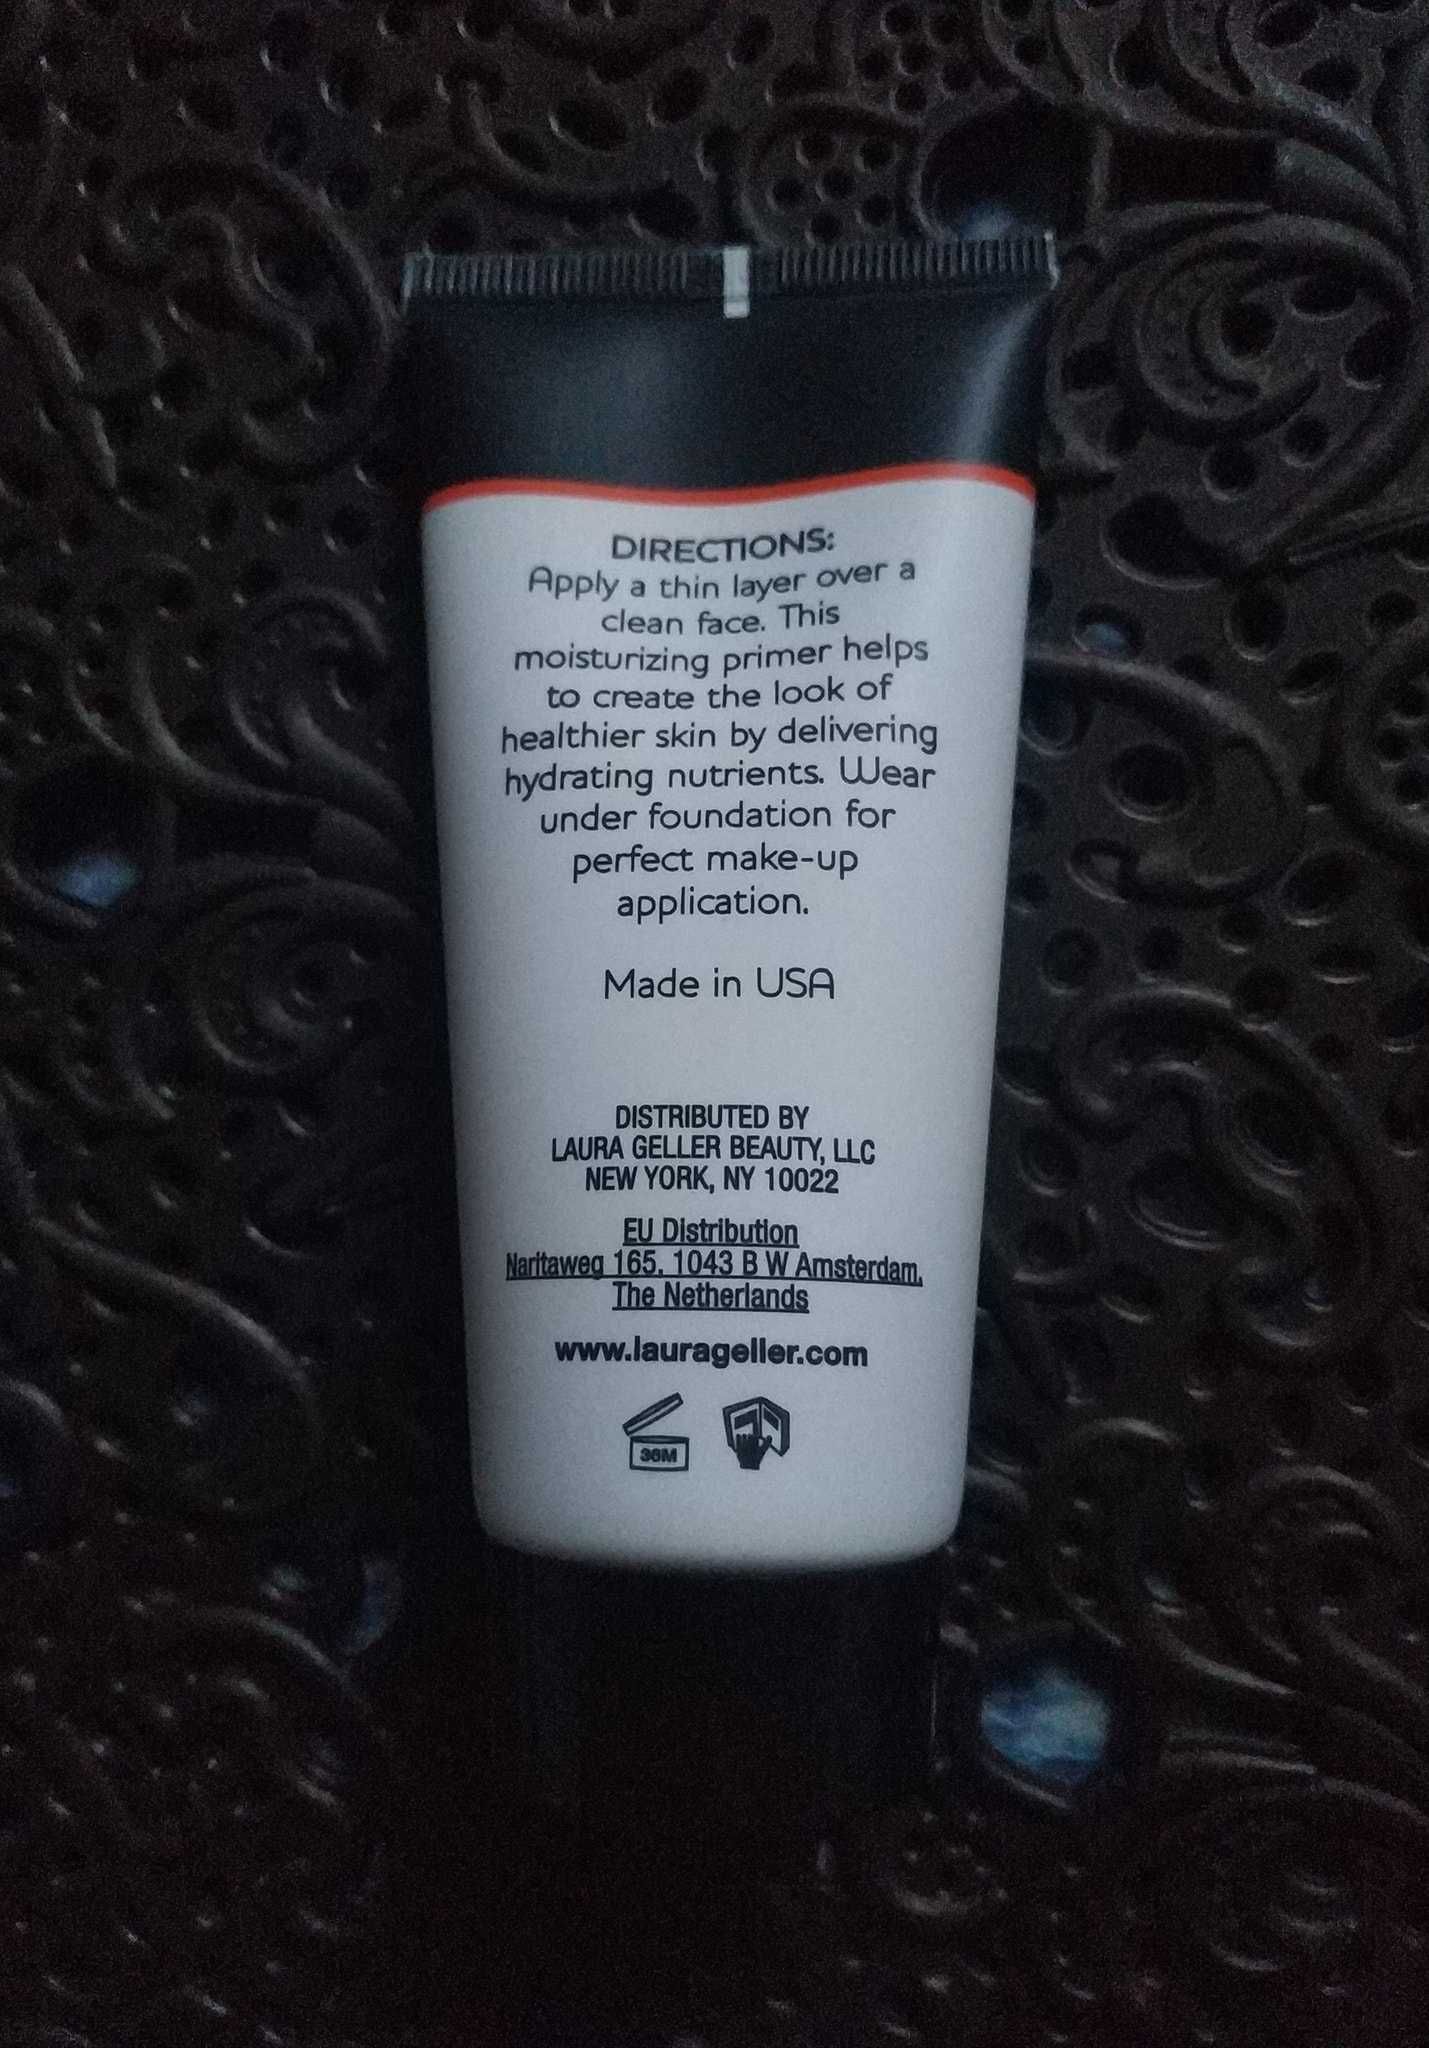 DIRECTIONS:
Apply a thin layer over a
clean face. This
moisturizing primer helps
to create the look of
healthier skin by delivering
hydrating nutrients. Wear
under foundation for
perfect make-up
application.
Made in USA
DISTRIBUTED BY
LAURA GELLER BEAUTY, LLC
NEW YORK, NY 10022
EU Distribution
Naritaweg 165, 1043 B W Amsterdam,
The Netherlands
www.laurageller.com
36M